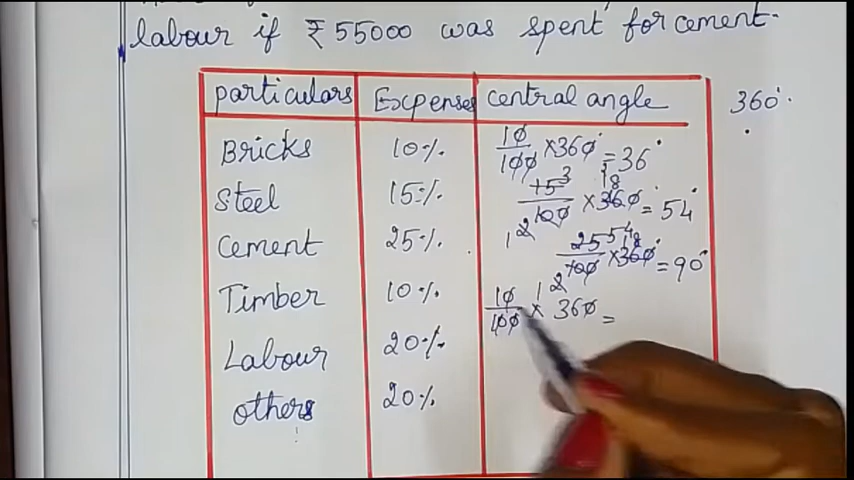 labour if ₹ 55000 was spent for cement.
particulars Expenses central angle 360°
Bricks 10% 10/100 × 360° = 36°
Steel 15% 15/100 × 360 = 54°
Cement 25% 25/100 × 360° = 90°
Timber 10% 10/100 × 360 =
Labour 20%
others 20%